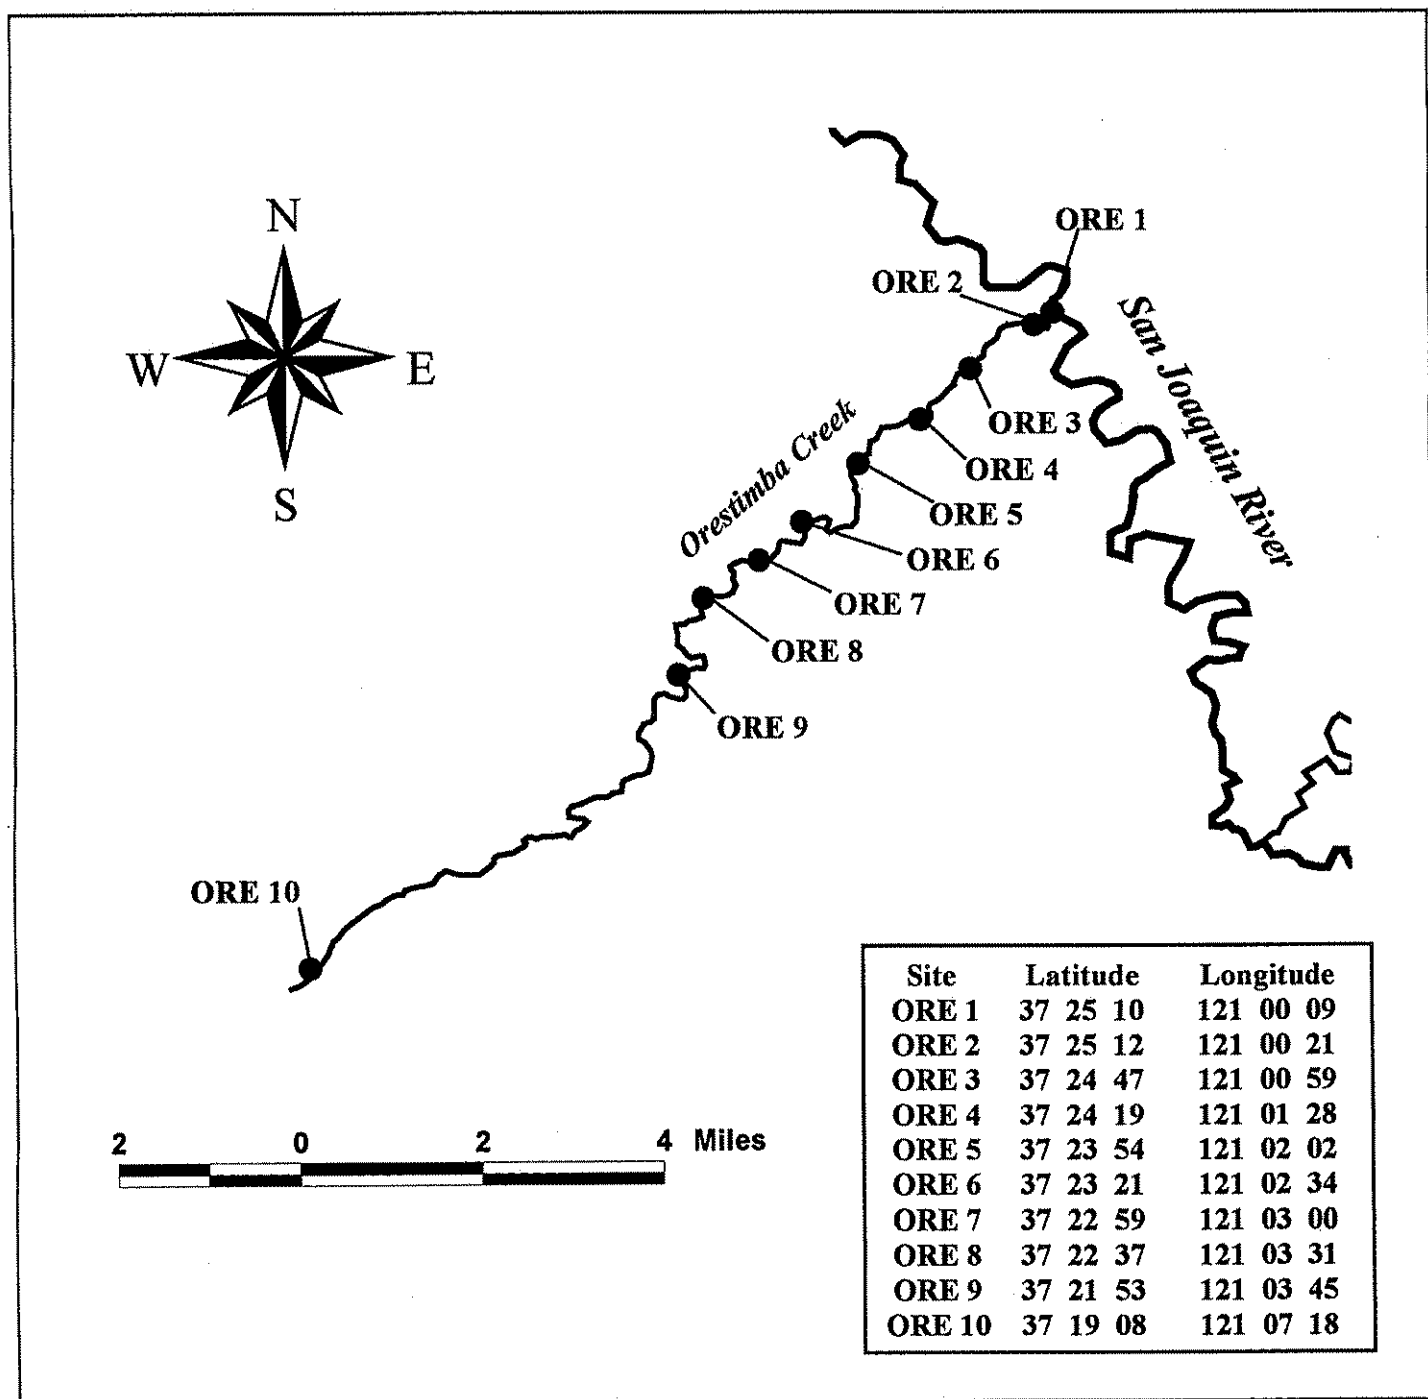 N
W E
S
ORE 1
ORE 2
San Joaquin River
ORE 3
Orestimba Creek
ORE 4
ORE 5
ORE 6
ORE 7
ORE 8
ORE 9
ORE 10
2 0 2 4 Miles
Site Latitude Longitude
ORE 1 37 25 10 121 00 09
ORE 2 37 25 12 121 00 21
ORE 3 37 24 47 121 00 59
ORE 4 37 24 19 121 01 28
ORE 5 37 23 54 121 02 02
ORE 6 37 23 21 121 02 34
ORE 7 37 22 59 121 03 00
ORE 8 37 22 37 121 03 31
ORE 9 37 21 53 121 03 45
ORE 10 37 19 08 121 07 18